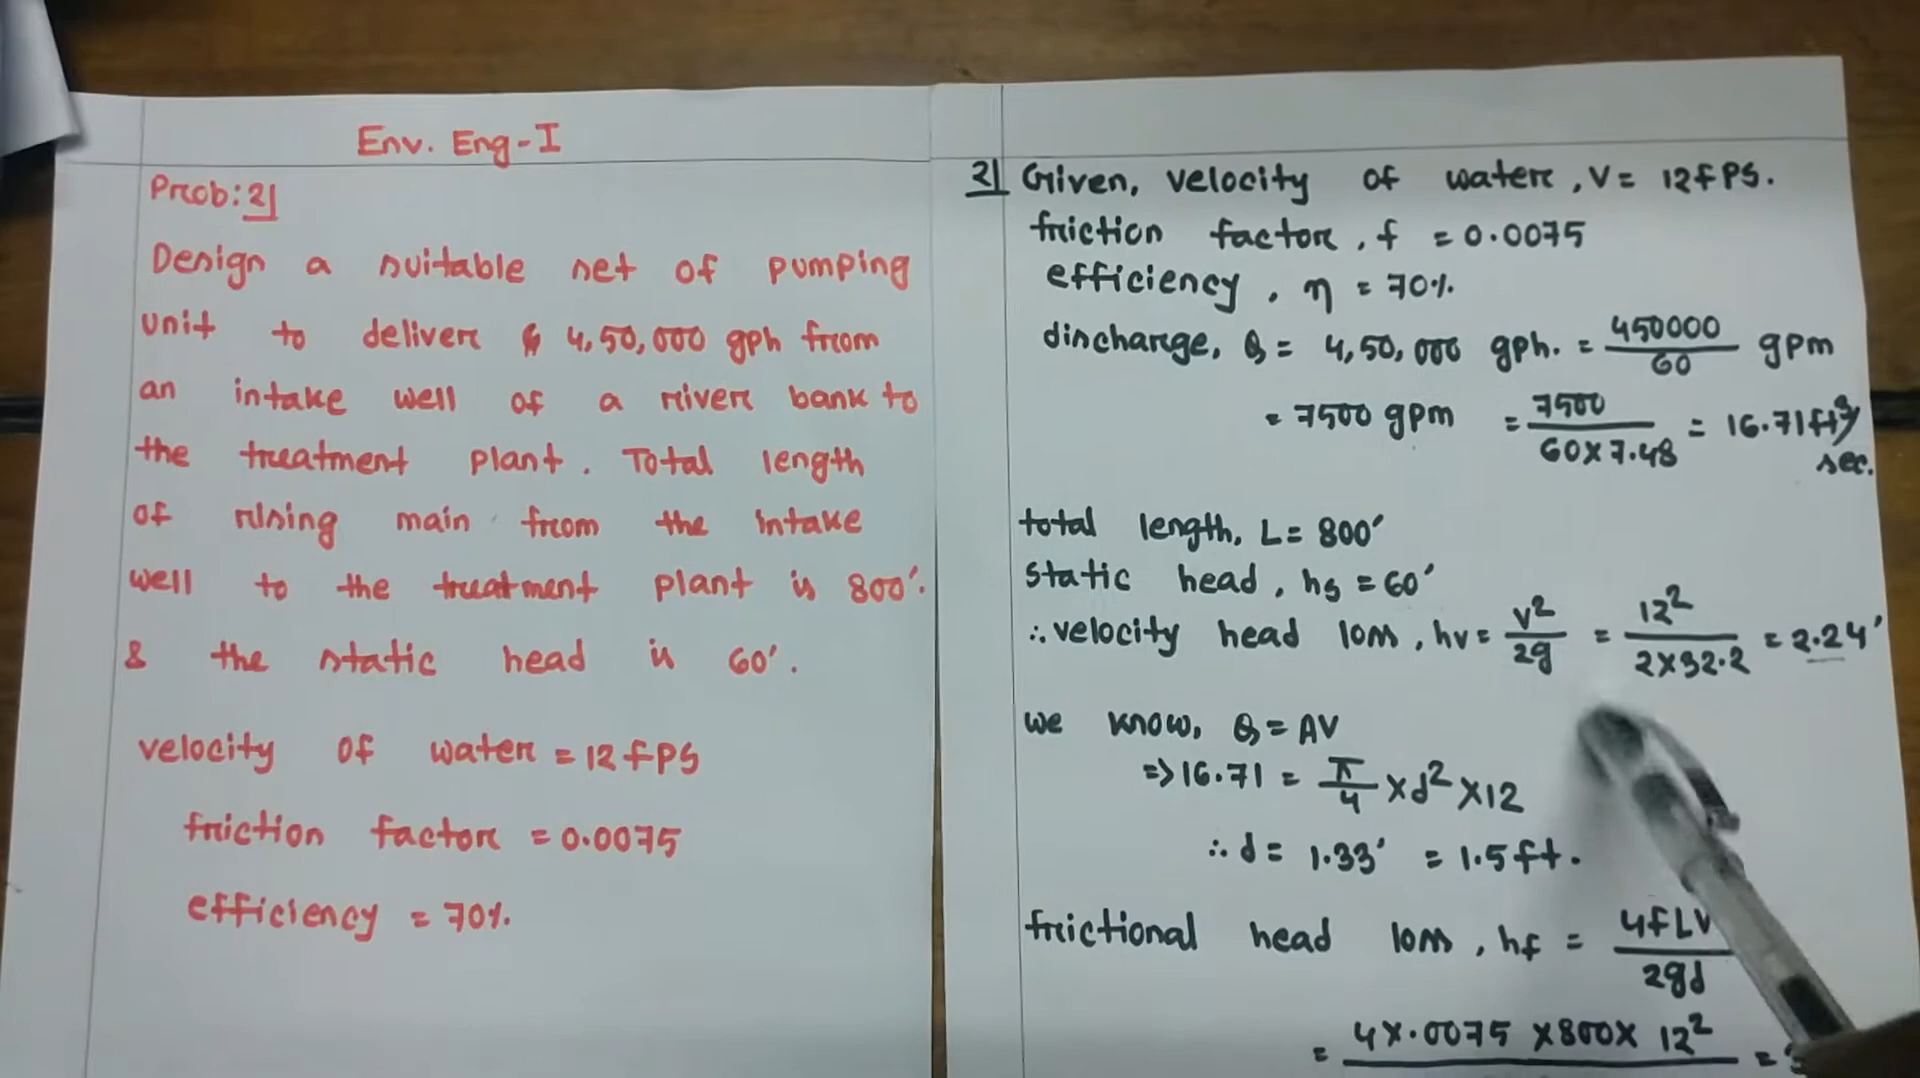 Env. Eng-I
Prob: 2
Design a suitable set of pumping
unit to deliver 4,50,000 gph from
an intake well of a river bank to
the treatment plant. Total length
of rising main from the intake
well to the treatment plant is 800'.
& the static head is 60'.
velocity of water = 12 fPS
friction factor = 0.0075
efficiency = 70%.
2 Given, velocity of water, V = 12fPS.
friction factor, f = 0.0075
efficiency, η = 70%.
discharge, Q = 4,50,000 gph. = 450000/60 gpm
= 7500 gpm = 7500/(60×7.48) = 16.71 ft³/sec.
total length, L = 800'
Static head, hs = 60'
∴ velocity head loss, hv = v²/2g = 12²/(2×32.2) = 2.24'
we know, Q = AV
=> 16.71 = π/4 × d² × 12
∴ d = 1.33' = 1.5 ft.
frictional head loss, hf = 4fLV/2gd
= 4×.0075 ×800× 12² =